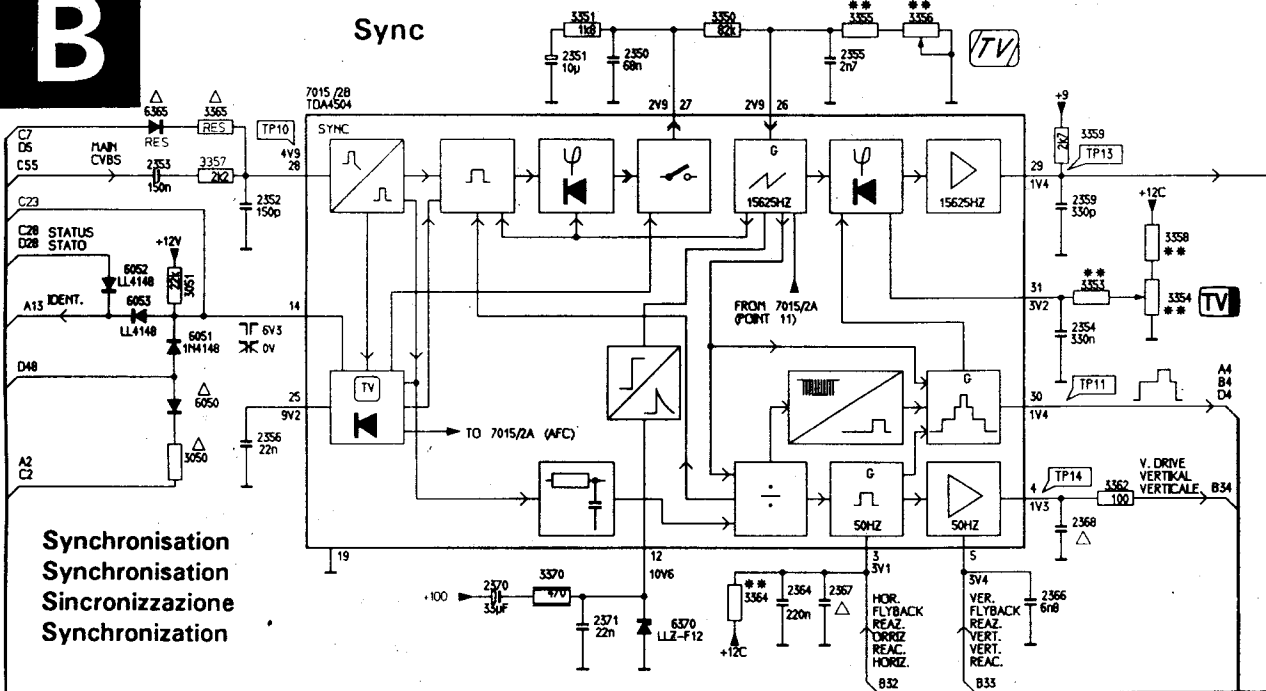 B
Sync
3351
1k8
2351
10µ
2350
68n
3350
82k
**
3355
**
3356
2355
2n7
TV
7015 /2B
TDA4504
2V9 27
2V9 26
SYNC
6365
RES
3365
RES
TP10
4V9
28
C7
D5
C55
MAIN
CVBS
2353
150n
3357
2k2
2352
150p
C23
C28 STATUS
D28 STATO
+12V
6052
LL4148
22k
3051
A13 IDENT.
6053
LL4148
14
6V3
0V
6051
1N4148
D48
6050
25
9V2
2356
22n
3050
A2
C2
φ
G
15625HZ
φ
15625HZ
29
1V4
+9
2k7
3359
TP13
2359
330p
+12C
3358
**
31
3V2
**
3353
3354
**
TV
2354
330n
FROM 7015/2A
(POINT 11)
TV
TO 7015/2A (AFC)
G
30
1V4
TP11
A4
B4
D4
÷
G
50HZ
50HZ
4
1V3
TP14
3362
100
V. DRIVE
VERTIKAL
VERTICALE
B34
2368
Synchronisation
Synchronisation
Sincronizzazione
Synchronization
19
12
10V6
3
3V1
5
3V4
+100
2370
33µF
3370
470
2371
22n
6370
LLZ-F12
**
3364
+12C
2364
220n
2367
HOR.
FLYBACK
REAZ.
ORRIZ
REAC.
HORIZ.
B32
VER.
FLYBACK
REAZ.
VERT.
VERT.
REAC.
B33
2366
6n8